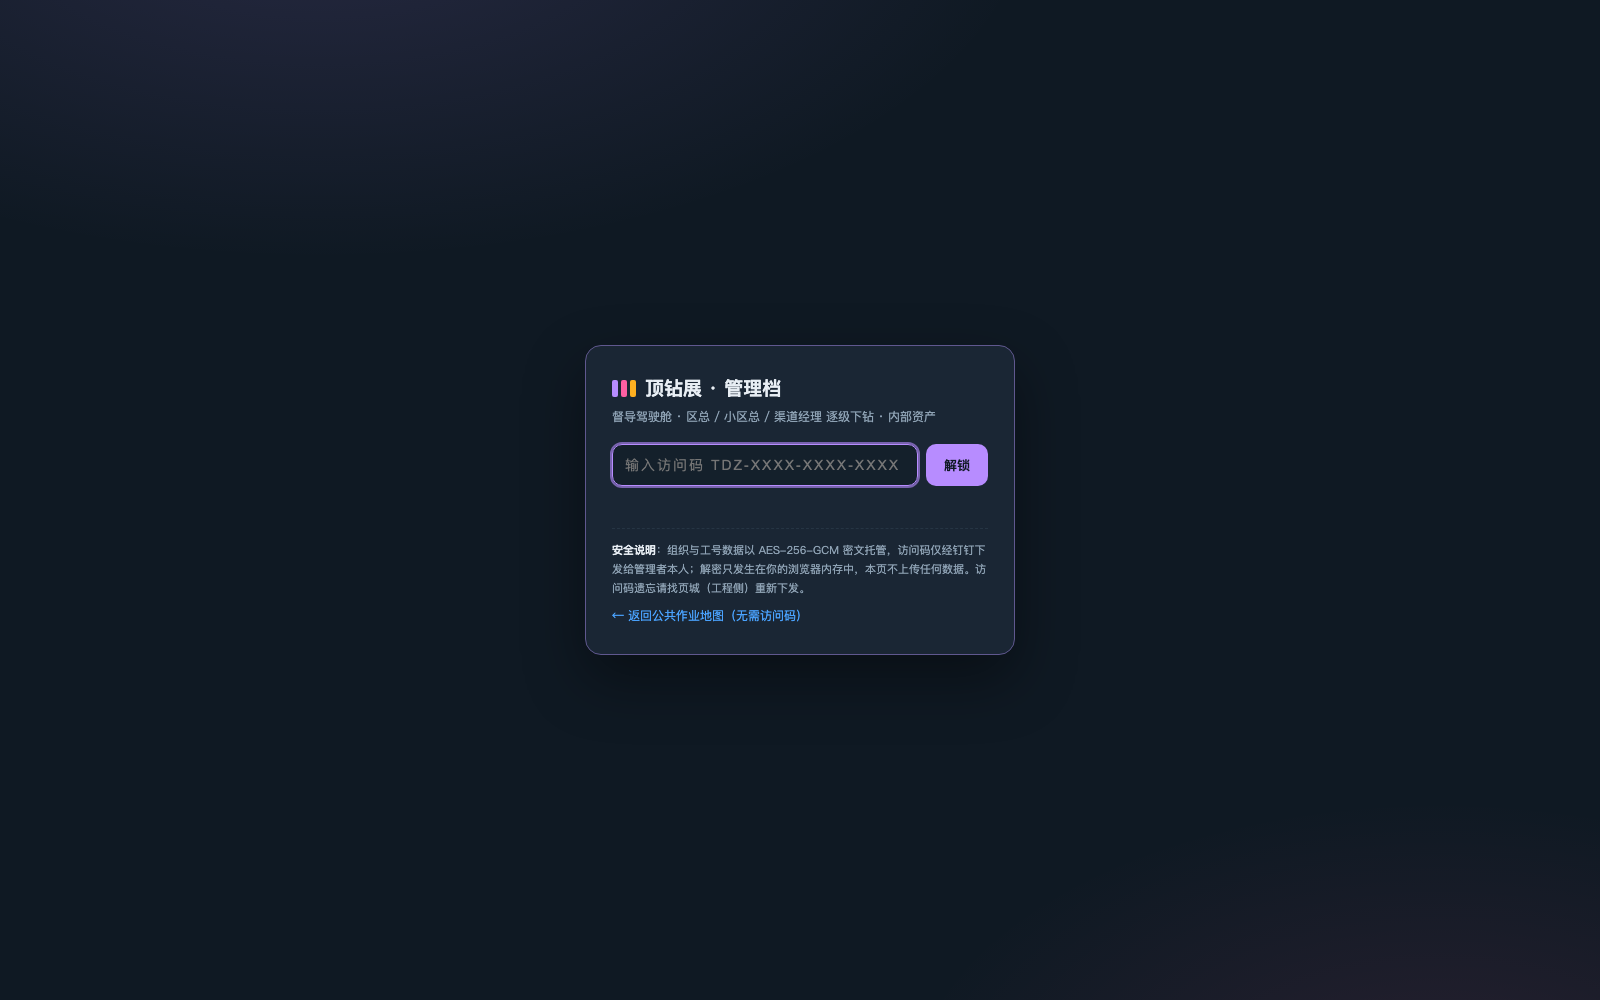 顶钻展 · 管理档
督导驾驶舱 · 区总 / 小区总 / 渠道经理 逐级下钻 · 内部资产
输入访问码 TDZ-XXXX-XXXX-XXXX
解锁
安全说明：组织与工号数据以 AES-256-GCM 密文托管，访问码仅经钉钉下
发给管理者本人；解密只发生在你的浏览器内存中，本页不上传任何数据。访
问码遗忘请找页城（工程侧）重新下发。
← 返回公共作业地图（无需访问码）